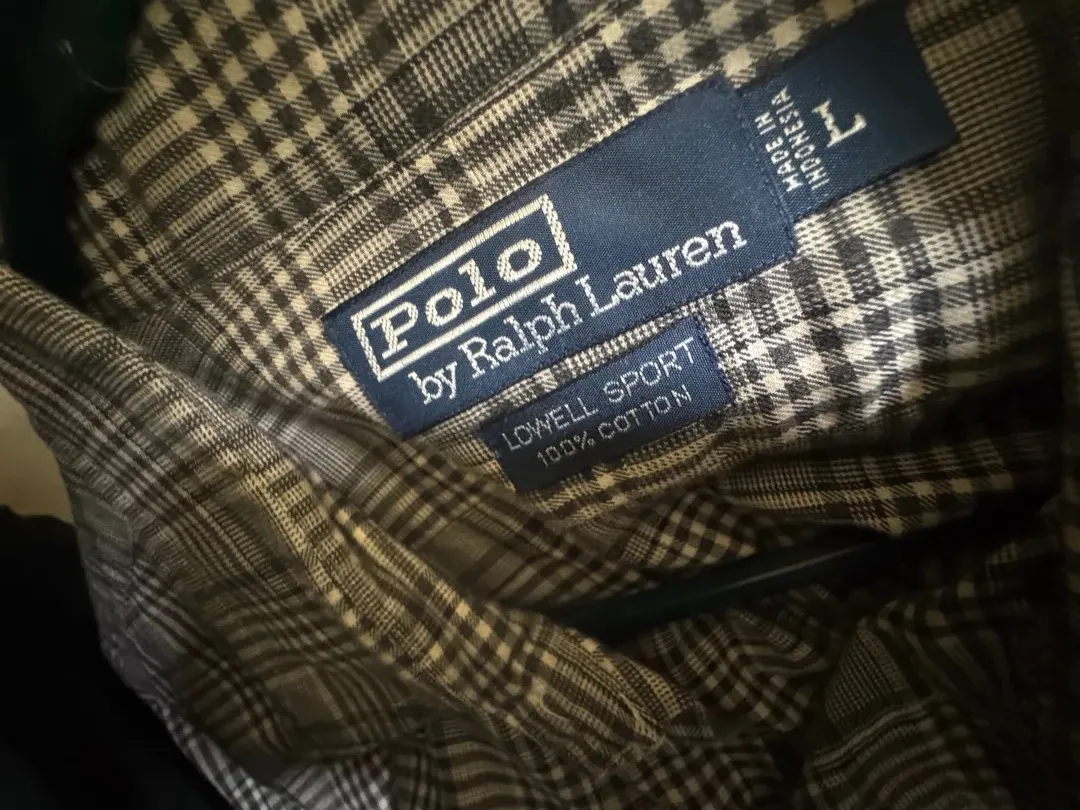 Polo
by Ralph Lauren
MADE IN
INDONESIA
L
LOWELL SPORT
100% COTTON